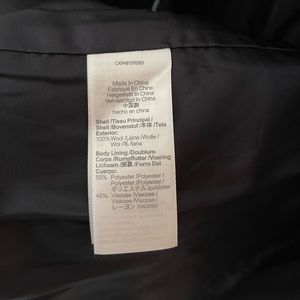 Made in China
Fabriqué En Chine
Hergestellt in China
Vervaardigd in China
中国製
hecho en china
Shell /Tissu Principal /
Shell /Bovenstof / 本体 / Tela
Exterior:
100% Wool /Laine /Wolle /
Wol / 毛 /lana
Body Lining /Doublure
Corps /Rumpffutter /Voering
Lichaam / 胴裏 / Forro Del
Cuerpo:
55% Polyester /Polyester /
Polyester /Polyester /
ポリエステル /poliéster
45% Viscose /Viscose /
Viscose /Viscose /
レーヨン /viscosa